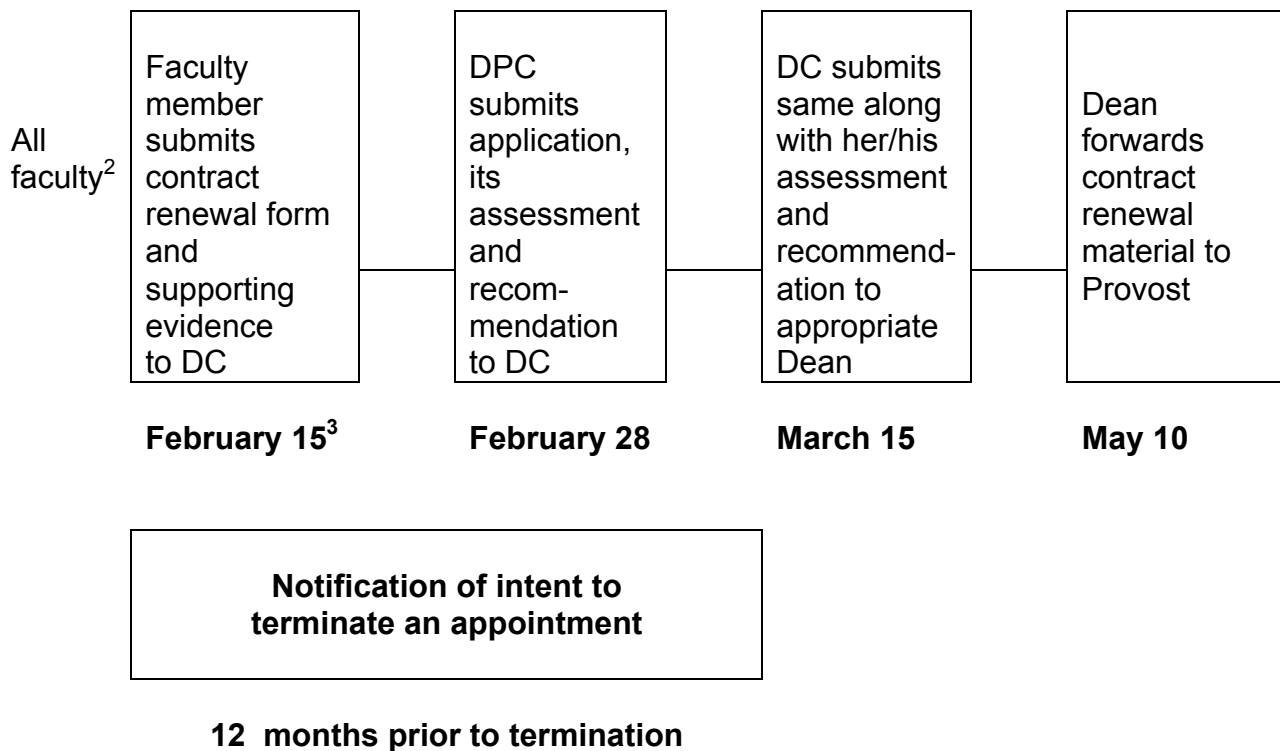 All
faculty2
Faculty
member
submits
contract
renewal form
and
supporting
evidence
to DC
DPC
submits
application,
its
assessment
and
recom-
mendation
to DC
DC submits
same along
with her/his
assessment
and
recommend-
ation to
appropriate
Dean
Dean
forwards
contract
renewal
material to
Provost
February 153
February 28
March 15
May 10
Notification of intent to
terminate an appointment
12 months prior to termination